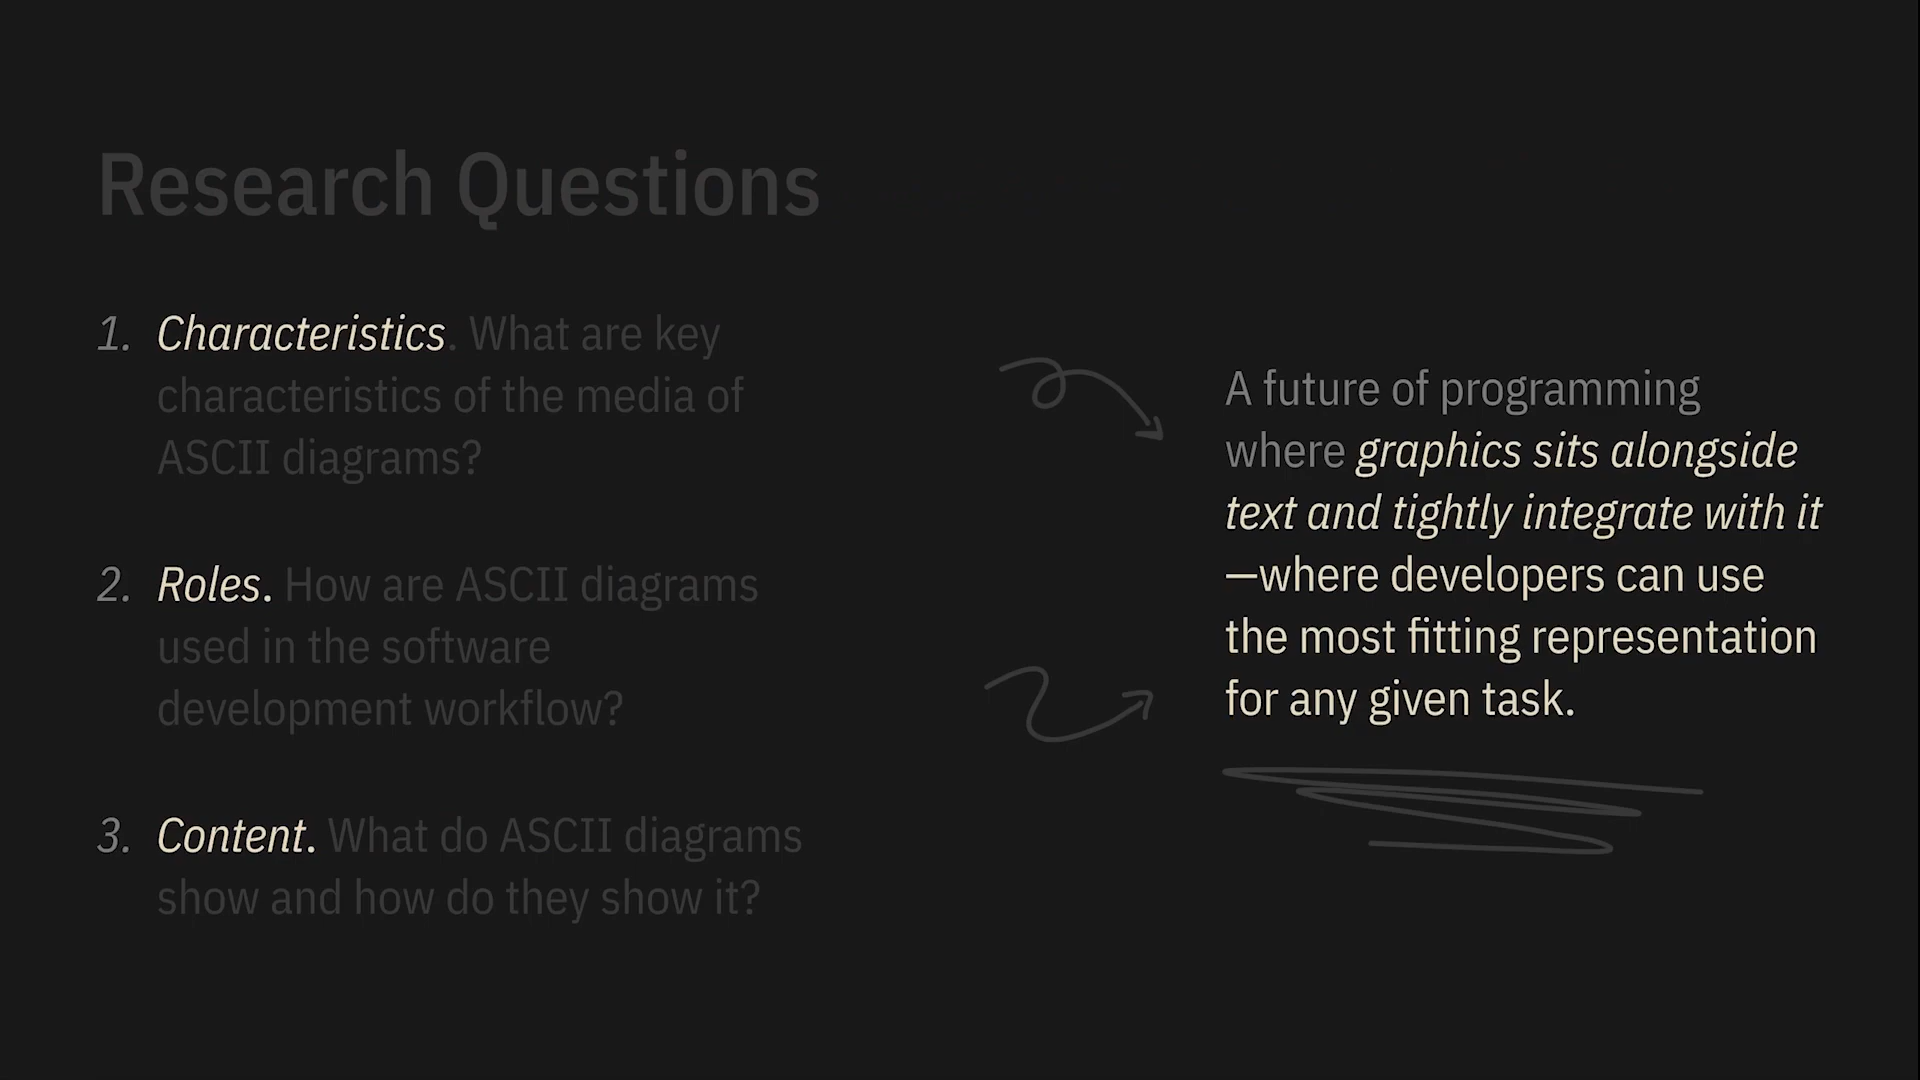 Research Questions
1. Characteristics. What are key
characteristics of the media of
ASCII diagrams?
2. Roles. How are ASCII diagrams
used in the software
development workflow?
3. Content. What do ASCII diagrams
show and how do they show it?
A future of programming
where graphics sits alongside
text and tightly integrate with it
—where developers can use
the most fitting representation
for any given task.